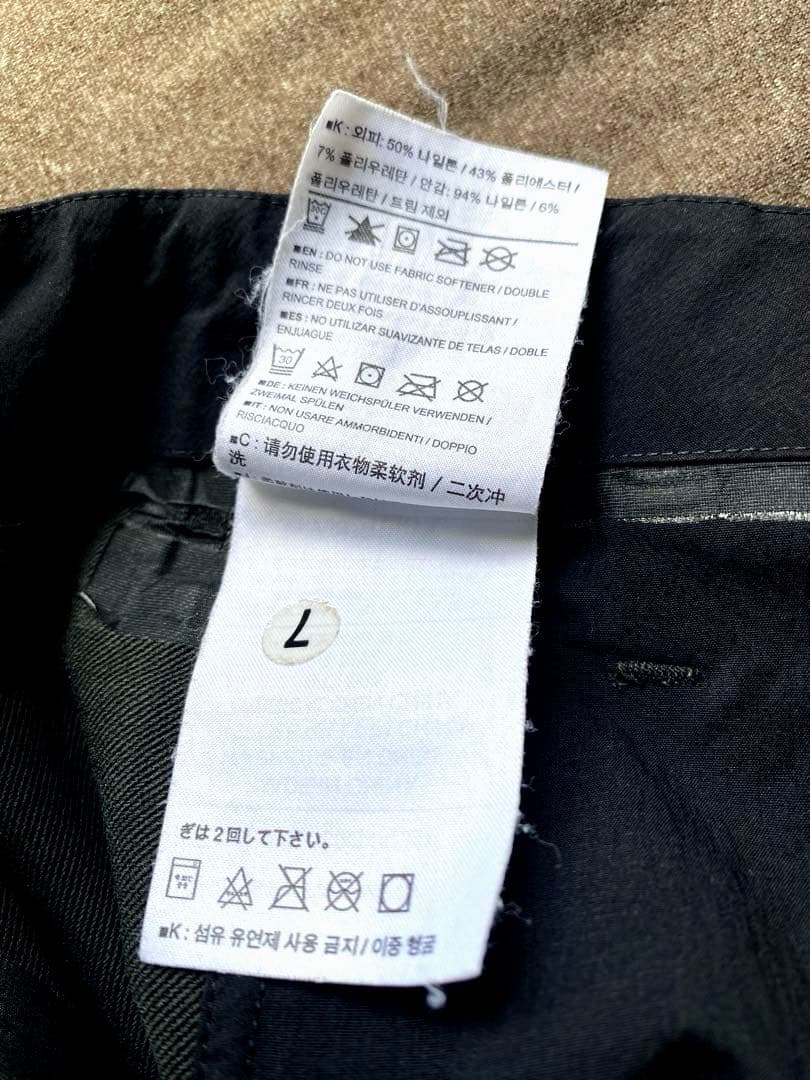 ■K : 외피: 50% 나일론 / 43% 폴리에스터 /
7% 폴리우레탄 / 안감: 94% 나일론 / 6%
폴리우레탄 / 트림 제외
30C
■EN : DO NOT USE FABRIC SOFTENER / DOUBLE
RINSE
■FR : NE PAS UTILISER D'ASSOUPLISSANT /
RINCER DEUX FOIS
■ES : NO UTILIZAR SUAVIZANTE DE TELAS / DOBLE
ENJUAGUE
30
■DE : KEINEN WEICHSPÜLER VERWENDEN /
ZWEIMAL SPÜLEN
■IT : NON USARE AMMORBIDENTI / DOPPIO
RISCIACQUO
■C : 请勿使用衣物柔软剂 / 二次冲
洗
7
ぎは2回して下さい。
■K : 섬유 유연제 사용 금지 / 이중 헹굼